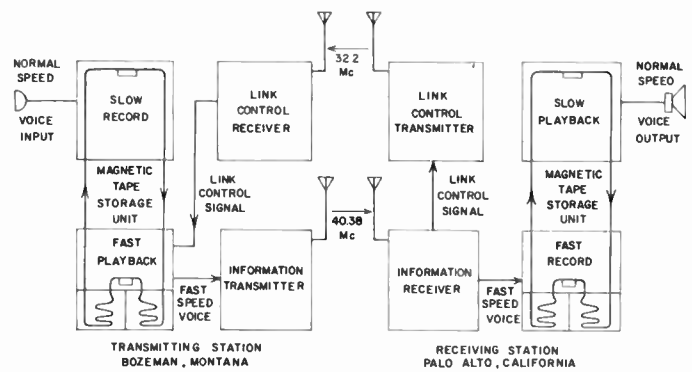 NORMAL
SPEED
VOICE
INPUT
SLOW
RECORD
MAGNETIC
TAPE
STORAGE
UNIT
FAST
PLAYBACK
FAST
SPEED
VOICE
LINK
CONTROL
RECEIVER
LINK
CONTROL
SIGNAL
INFORMATION
TRANSMITTER
32.2
Mc
40.38
Mc
LINK
CONTROL
TRANSMITTER
LINK
CONTROL
SIGNAL
INFORMATION
RECEIVER
FAST
SPEED
VOICE
SLOW
PLAYBACK
MAGNETIC
TAPE
STORAGE
UNIT
FAST
RECORD
NORMAL
SPEED
VOICE
OUTPUT
TRANSMITTING STATION
BOZEMAN, MONTANA
RECEIVING STATION
PALO ALTO, CALIFORNIA